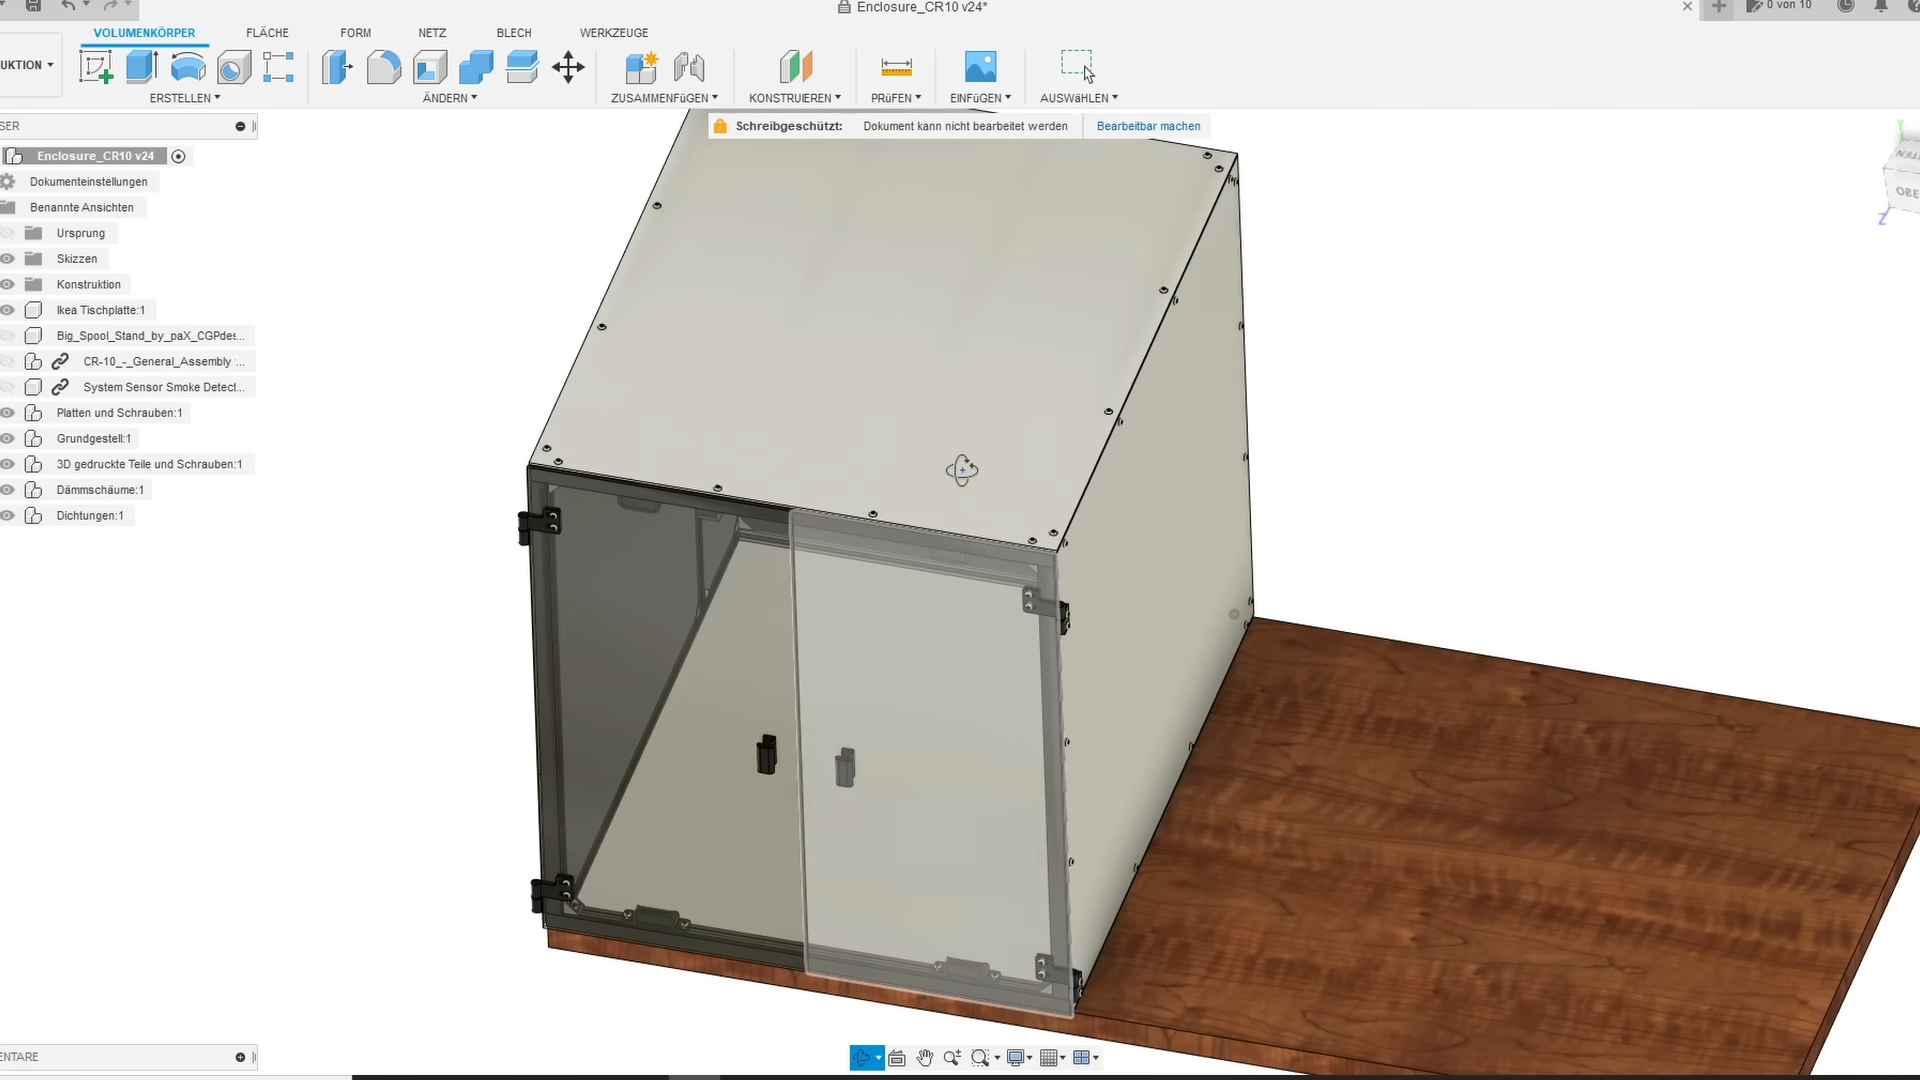 Enclosure_CR10 v24*
0 von 10
VOLUMENKÖRPER FLÄCHE FORM NETZ BLECH WERKZEUGE
UKTION
ERSTELLEN ÄNDERN ZUSAMMENFüGEN KONSTRUIEREN PRüFEN EINFüGEN AUSWäHLEN
SER
Schreibgeschützt: Dokument kann nicht bearbeitet werden Bearbeitbar machen
Enclosure_CR10 v24
Dokumenteinstellungen
Benannte Ansichten
Ursprung
Skizzen
Konstruktion
Ikea Tischplatte:1
Big_Spool_Stand_by_paX_CGPdes...
CR-10_-_General_Assembly ...
System Sensor Smoke Detect...
Platten und Schrauben:1
Grundgestell:1
3D gedruckte Teile und Schrauben:1
Dämmschäume:1
Dichtungen:1
Y
NTEN
OBE
Z
ENTARE